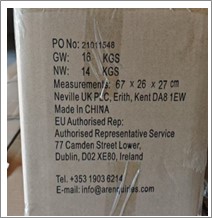 PO No: 21011548
GW: 16 KGS
NW: 14 KGS
Measurements: 67 * 26 * 27 cm
Neville UK PLC, Erith, Kent DA8 1EW
Made In CHINA
EU Authorised Rep:
Authorised Representative Service
77 Camden Street Lower,
Dublin, D02 XE80, Ireland
Tel: +353 1903 6214
E-mail: info@arenquiries.com